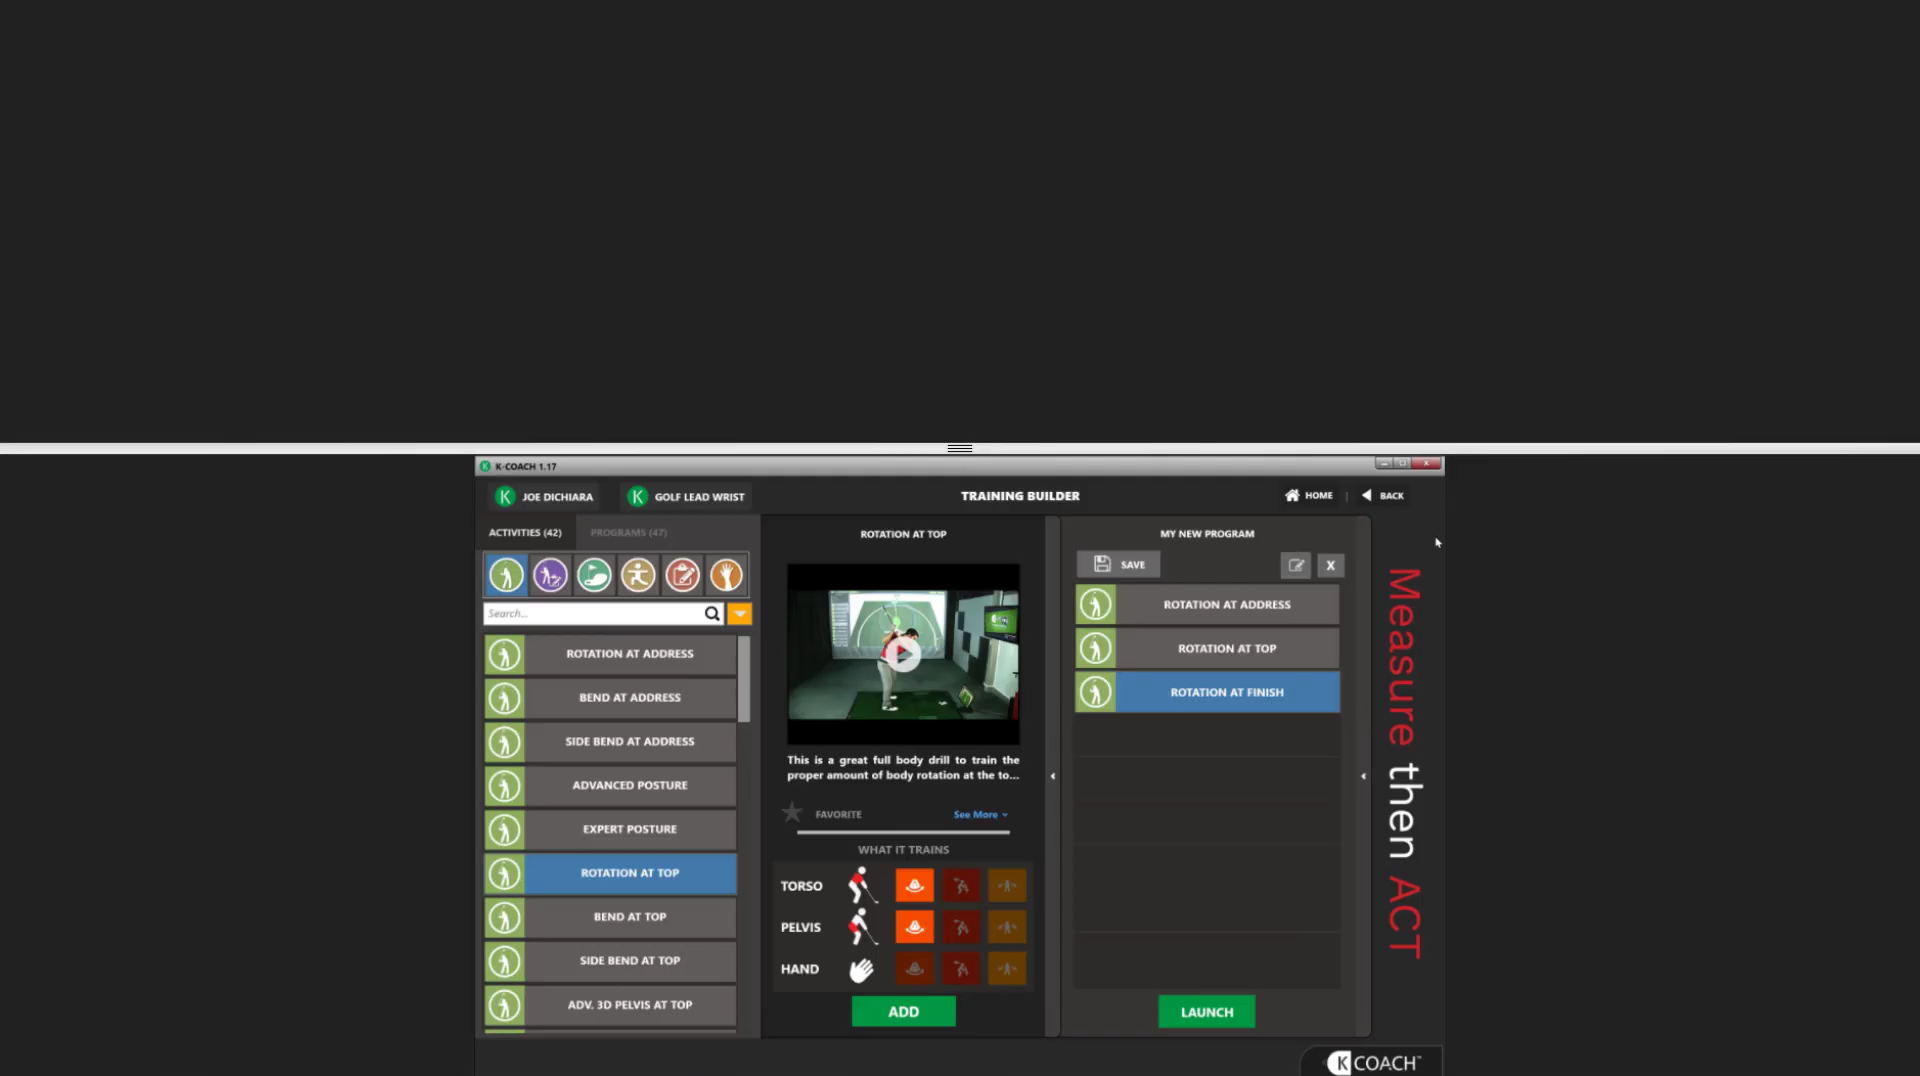 K-COACH 1.17
K JOE DICHIARA
K GOLF LEAD WRIST
TRAINING BUILDER
HOME | BACK
ACTIVITIES (42)
PROGRAMS (47)
Search...
ROTATION AT ADDRESS
BEND AT ADDRESS
SIDE BEND AT ADDRESS
ADVANCED POSTURE
EXPERT POSTURE
ROTATION AT TOP
BEND AT TOP
SIDE BEND AT TOP
ADV. 3D PELVIS AT TOP
ROTATION AT TOP
This is a great full body drill to train the
proper amount of body rotation at the to...
FAVORITE
See More
WHAT IT TRAINS
TORSO
PELVIS
HAND
ADD
MY NEW PROGRAM
SAVE
X
ROTATION AT ADDRESS
ROTATION AT TOP
ROTATION AT FINISH
LAUNCH
Measure then ACT
K COACH™